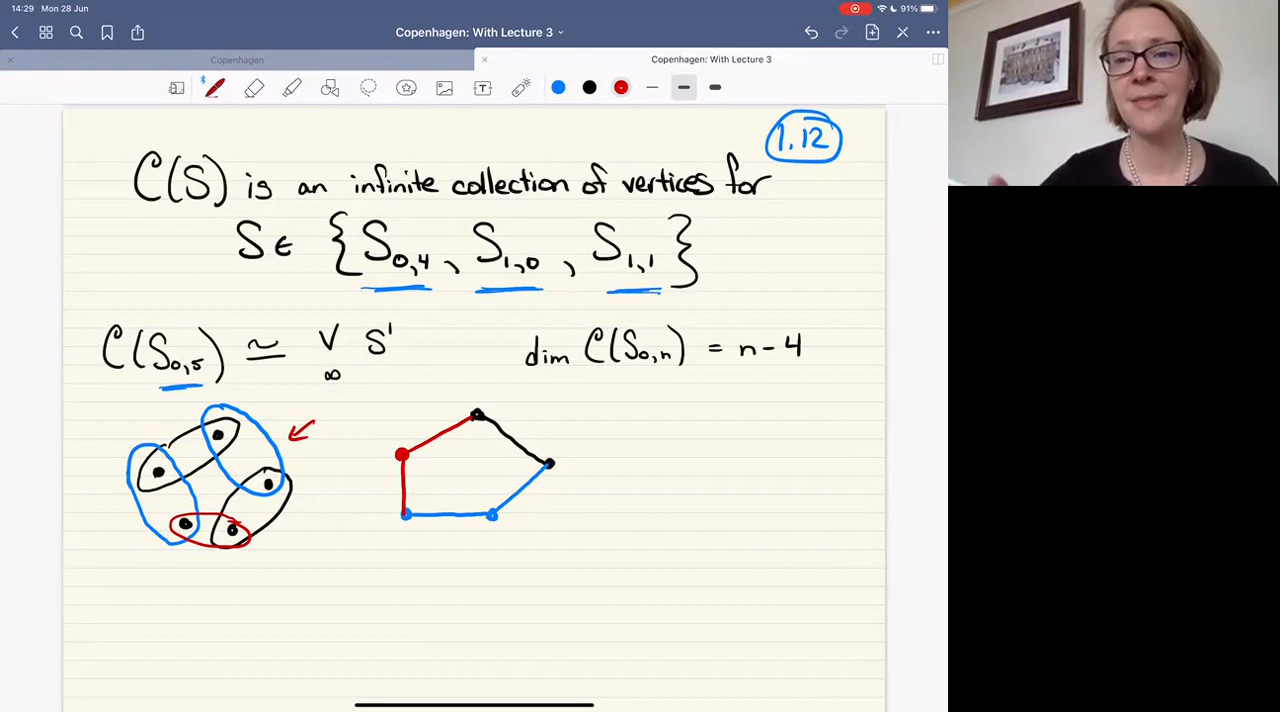 14:29 Mon 28 Jun
91%
Copenhagen: With Lecture 3
Copenhagen
Copenhagen: With Lecture 3
T
1.12
C(S) is an infinite collection of vertices for
S ∈ { S₀,₄ , S₁,₀ , S₁,₁ }
C(S₀,₅) ≃ ∨ S¹
∞
dim C(S₀,ₙ) = n - 4